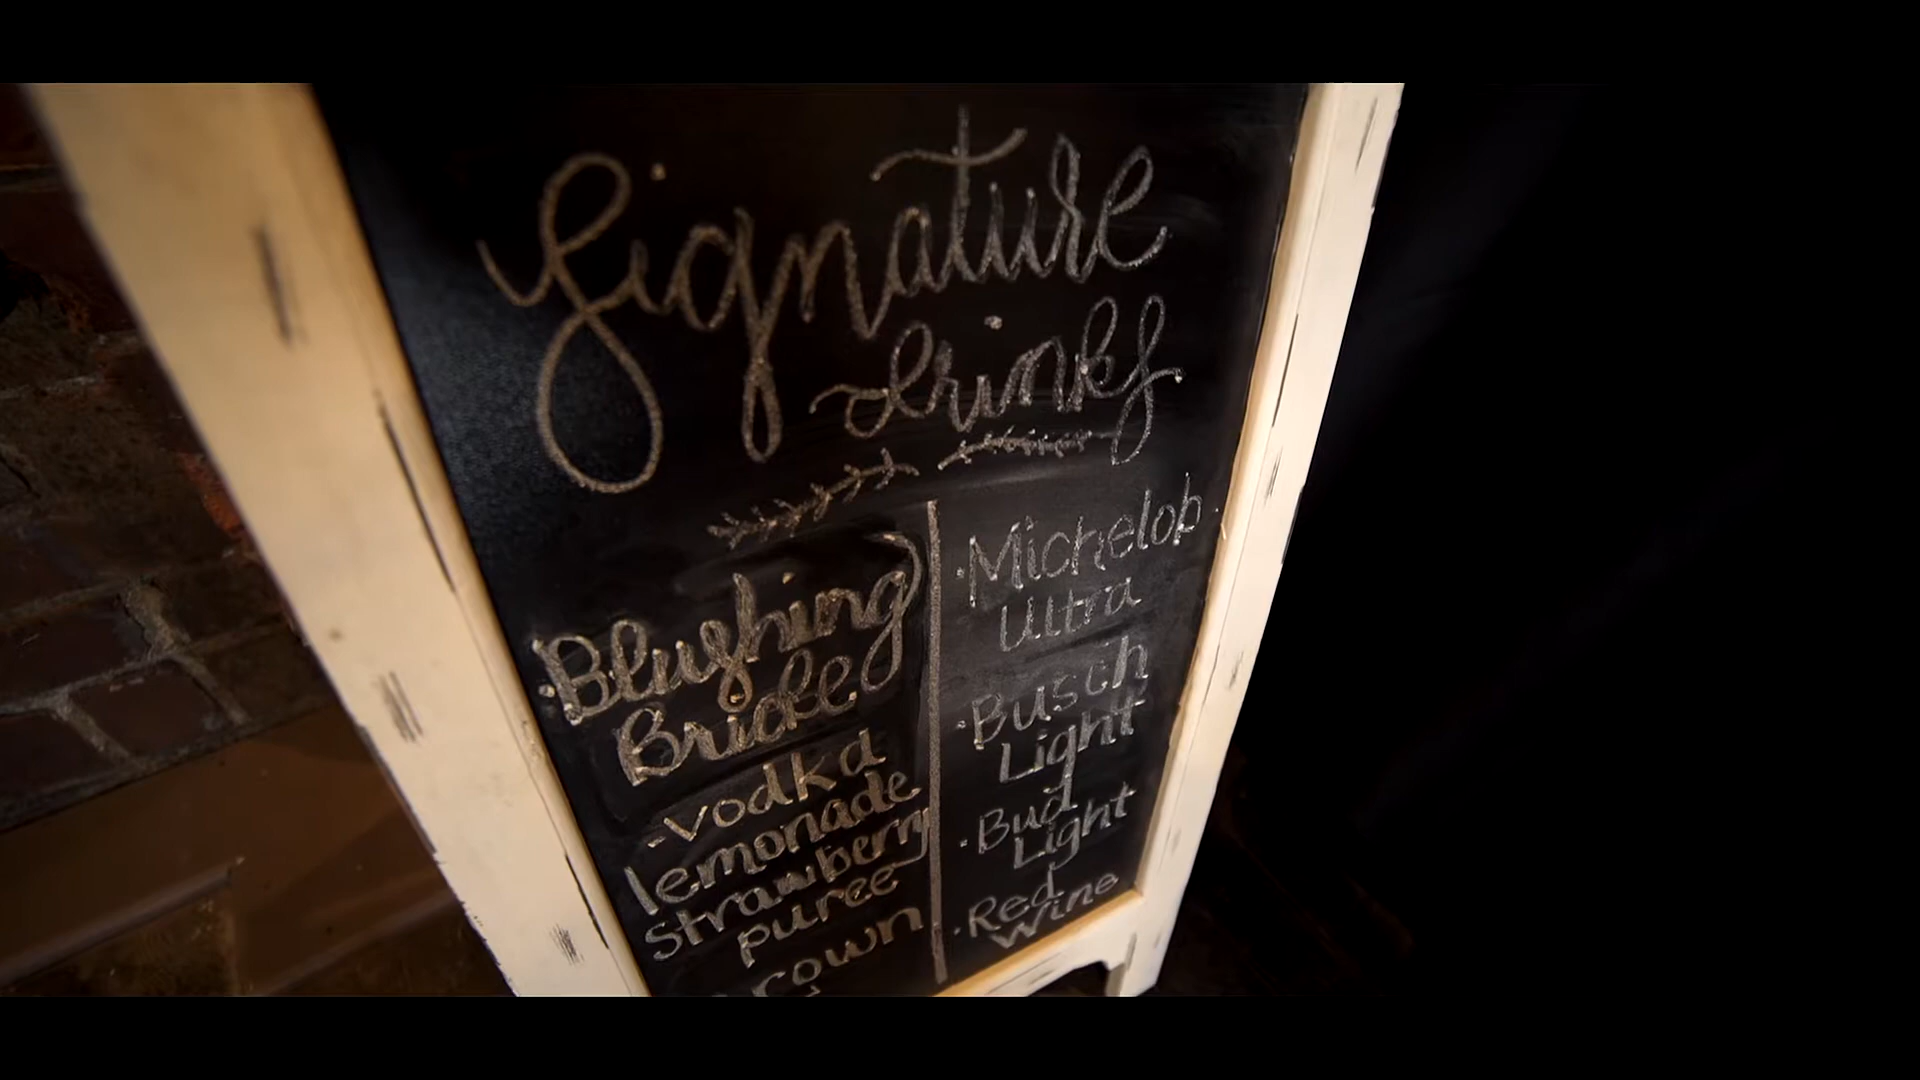 Signature
drinks
·Blushing
Bride
-vodka
lemonade
strawberry
puree
·Michelob
Ultra
·Busch
Light
·Bud
Light
·Red
Wine